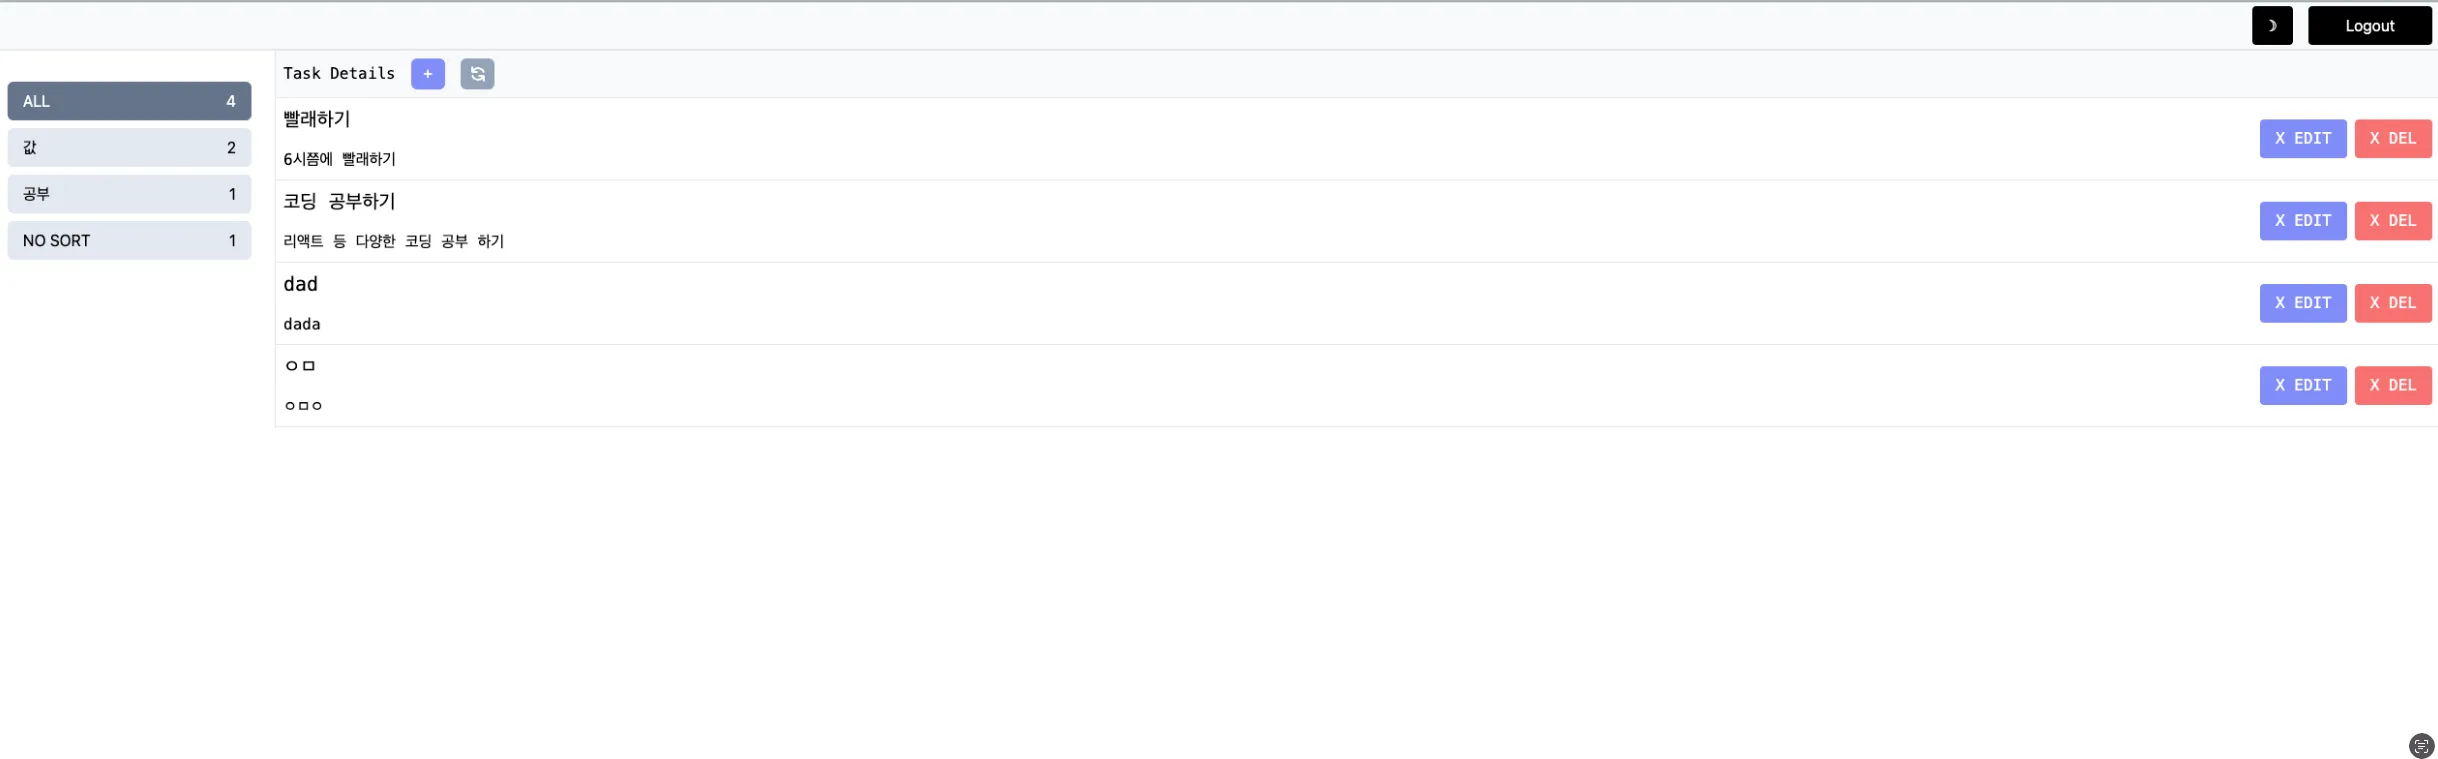 Logout
Task Details +
ALL 4
값 2
공부 1
NO SORT 1
빨래하기
6시쯤에 빨래하기
X EDIT X DEL
코딩 공부하기
리액트 등 다양한 코딩 공부 하기
X EDIT X DEL
dad
dada
X EDIT X DEL
ㅇㅁ
ㅇㅁㅇ
X EDIT X DEL